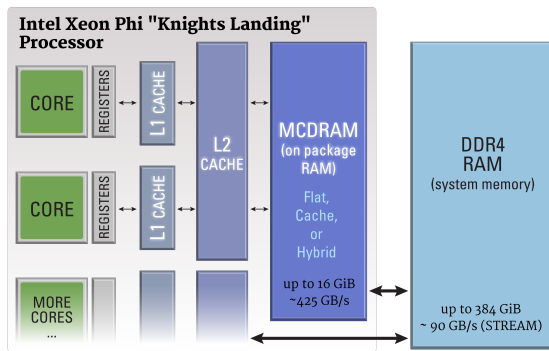 Intel Xeon Phi "Knights Landing"
Processor
CORE
REGISTERS
L1 CACHE
L2
CACHE
MCDRAM
(on package
RAM)
Flat,
Cache,
or
Hybrid
up to 16 GiB
~425 GB/s
DDR4
RAM
(system memory)
up to 384 GiB
~ 90 GB/s (STREAM)
CORE
REGISTERS
L1 CACHE
MORE
CORES
...